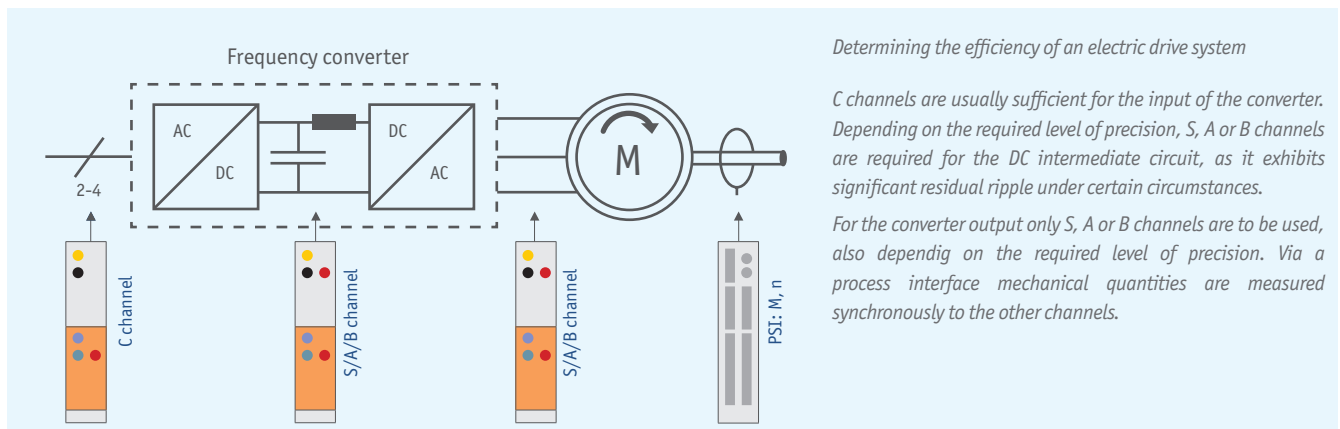 Frequency converter
AC
DC
DC
AC
M
2-4
C channel
S/A/B channel
S/A/B channel
PSI: M, n
Determining the efficiency of an electric drive system
C channels are usually sufficient for the input of the converter.
Depending on the required level of precision, S, A or B channels
are required for the DC intermediate circuit, as it exhibits
significant residual ripple under certain circumstances.
For the converter output only S, A or B channels are to be used,
also dependig on the required level of precision. Via a
process interface mechanical quantities are measured
synchronously to the other channels.